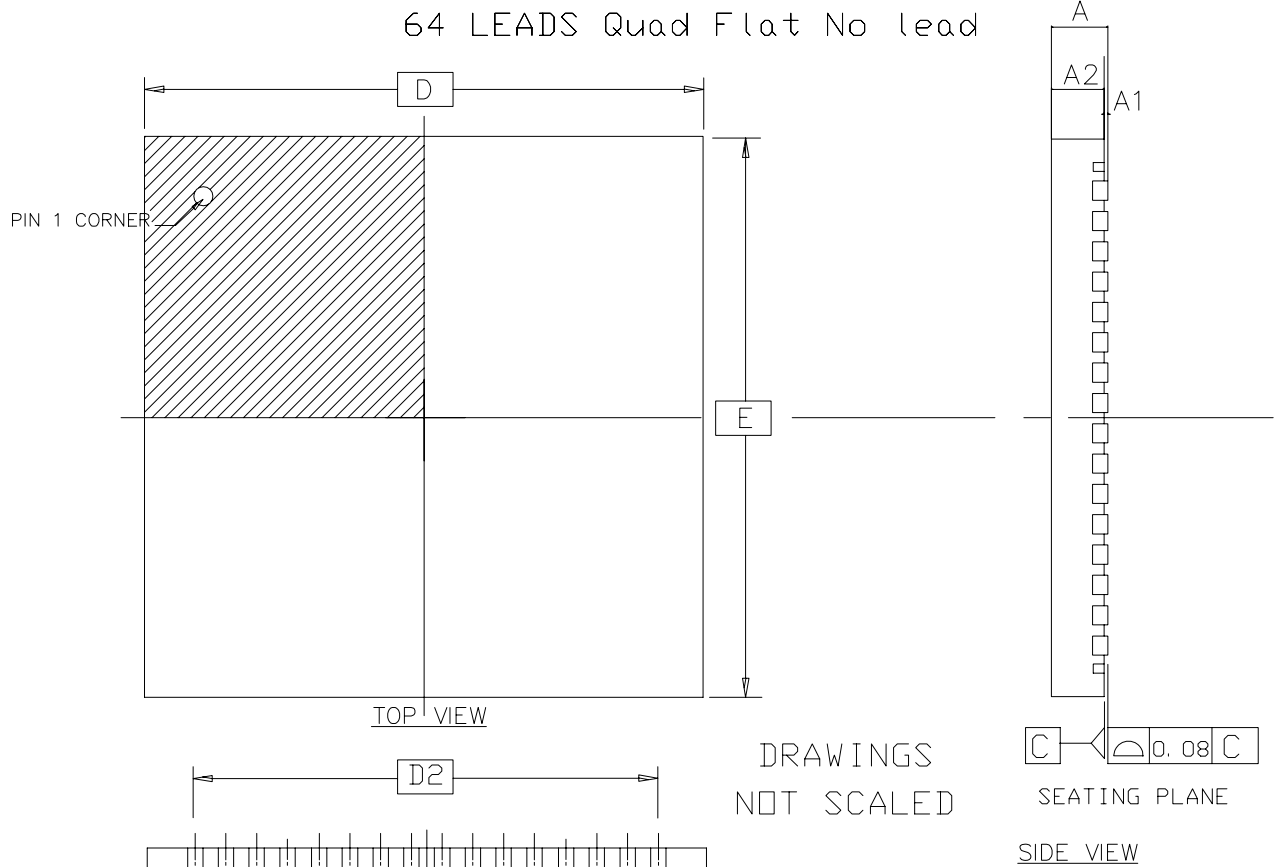 64 LEADS Quad Flat No lead
A
D
A2
A1
PIN 1 CORNER
E
TOP VIEW
D2
DRAWINGS
NOT SCALED
C
0.08 C
SEATING PLANE
SIDE VIEW